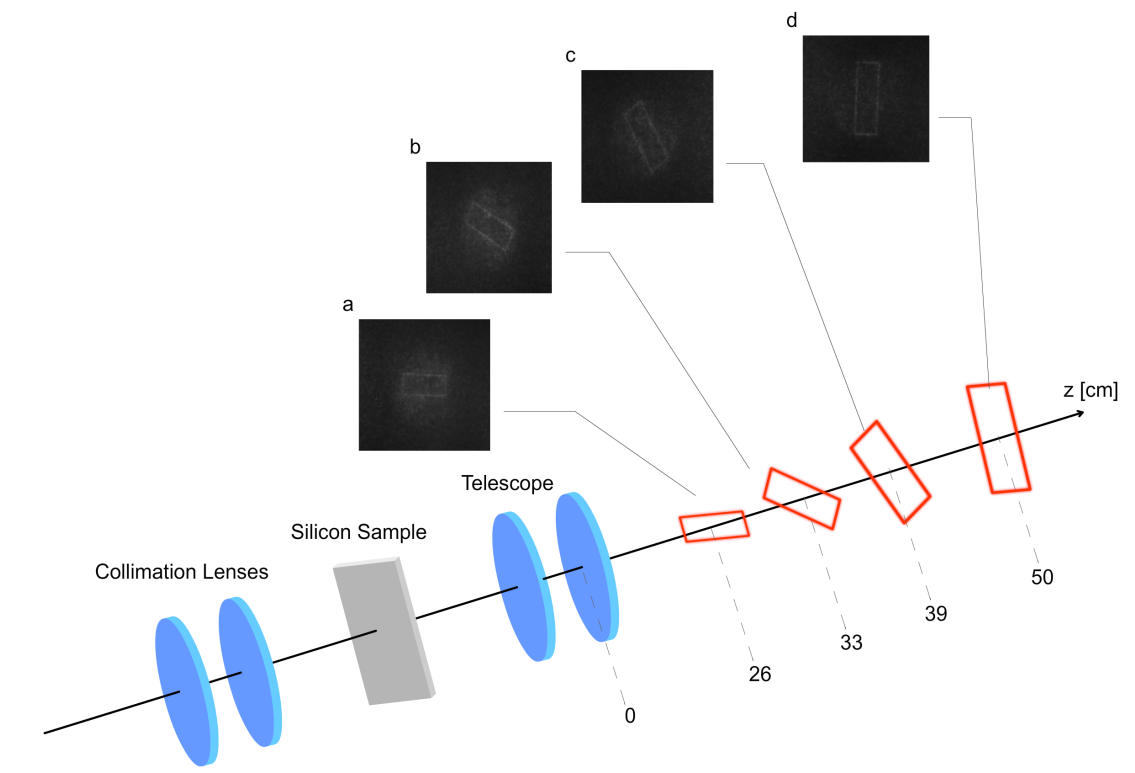 d
c
b
a
z [cm]
Telescope
Silicon Sample
Collimation Lenses
50
39
33
26
0